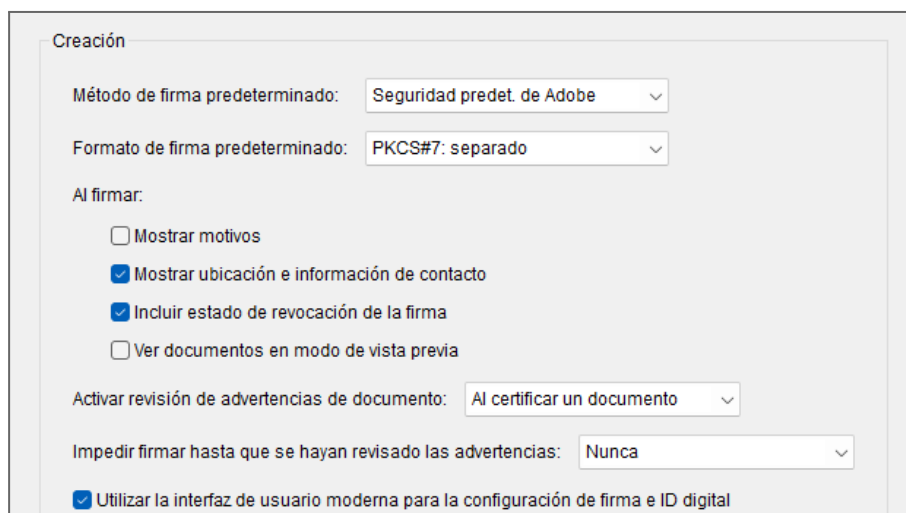 Creación
Método de firma predeterminado: Seguridad predet. de Adobe
Formato de firma predeterminado: PKCS#7: separado
Al firmar:
Mostrar motivos
Mostrar ubicación e información de contacto
Incluir estado de revocación de la firma
Ver documentos en modo de vista previa
Activar revisión de advertencias de documento: Al certificar un documento
Impedir firmar hasta que se hayan revisado las advertencias: Nunca
Utilizar la interfaz de usuario moderna para la configuración de firma e ID digital